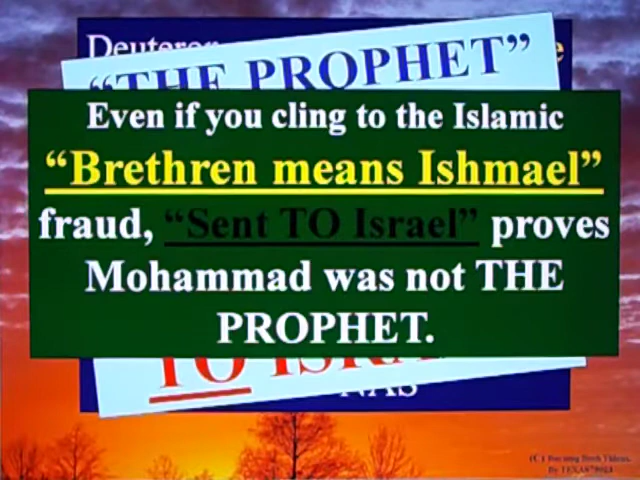 “THE PROPHET”
Even if you cling to the Islamic
“Brethren means Ishmael”
fraud, “Sent TO Israel” proves
Mohammad was not THE
PROPHET.
TO
NAS